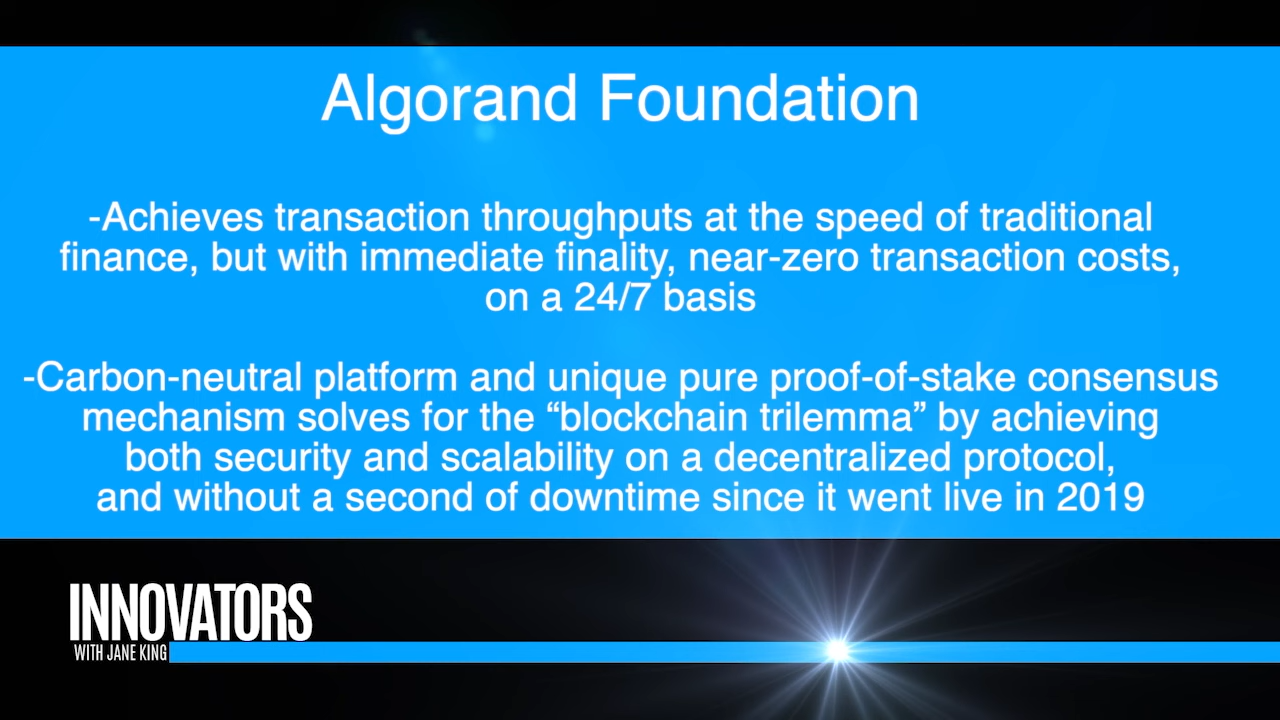 Algorand Foundation
-Achieves transaction throughputs at the speed of traditional
finance, but with immediate finality, near-zero transaction costs,
on a 24/7 basis
-Carbon-neutral platform and unique pure proof-of-stake consensus
mechanism solves for the “blockchain trilemma” by achieving
both security and scalability on a decentralized protocol,
and without a second of downtime since it went live in 2019
INNOVATORS
WITH JANE KING